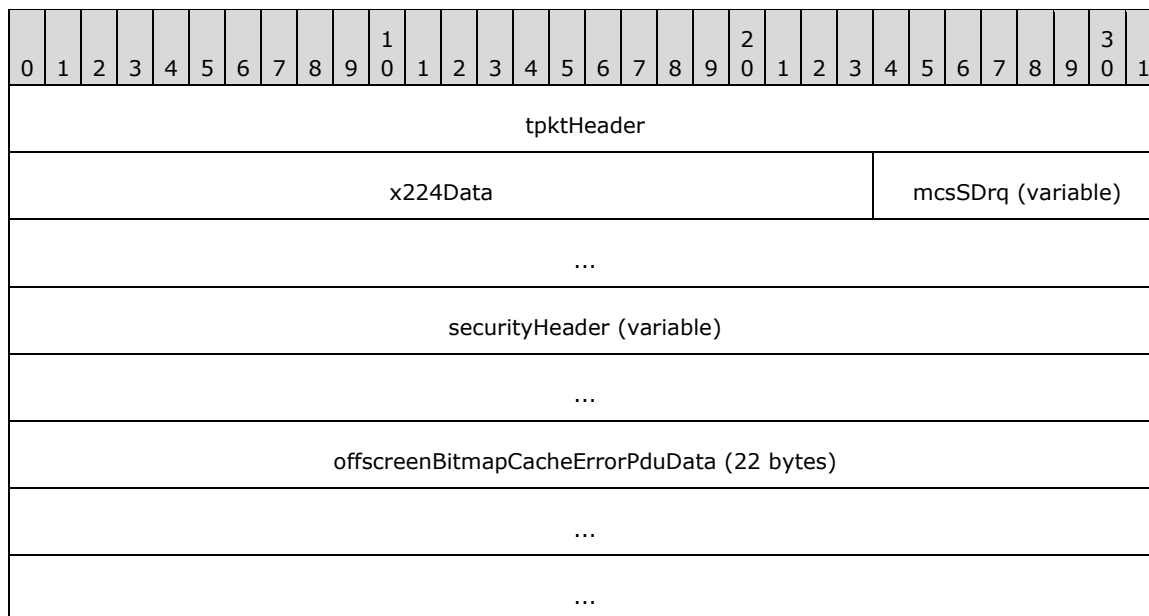 1 2 3
0 1 2 3 4 5 6 7 8 9 0 1 2 3 4 5 6 7 8 9 0 1 2 3 4 5 6 7 8 9 0 1
tpktHeader
x224Data mcsSDrq (variable)
...
securityHeader (variable)
...
offscreenBitmapCacheErrorPduData (22 bytes)
...
...